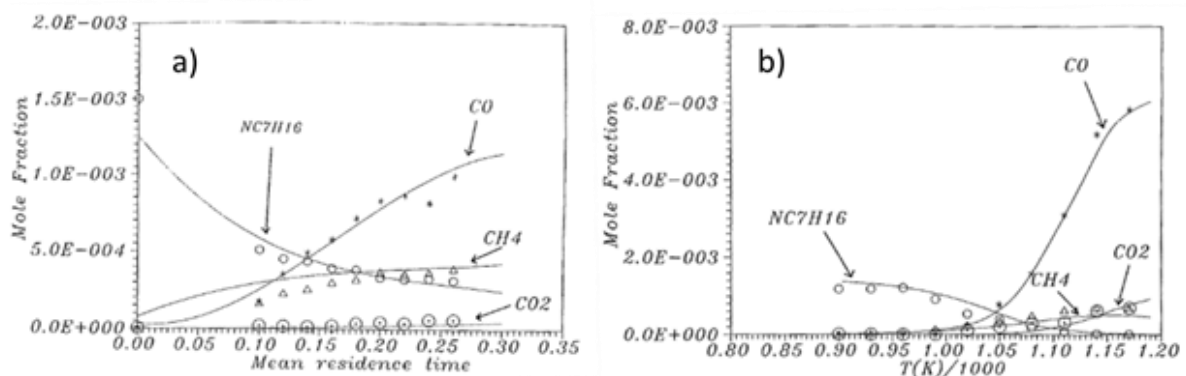 a)
2.0E-003
1.5E-003
1.0E-003
5.0E-004
0.0E+000
Mole Fraction
NC7H16
CO
CH4
CO2
0.00 0.05 0.10 0.15 0.20 0.25 0.30 0.35
Mean residence time
b)
8.0E-003
6.0E-003
4.0E-003
2.0E-003
0.0E+000
Mole Fraction
CO
NC7H16
CH4
CO2
0.80 0.85 0.90 0.95 1.00 1.05 1.10 1.15 1.20
T(K)/1000